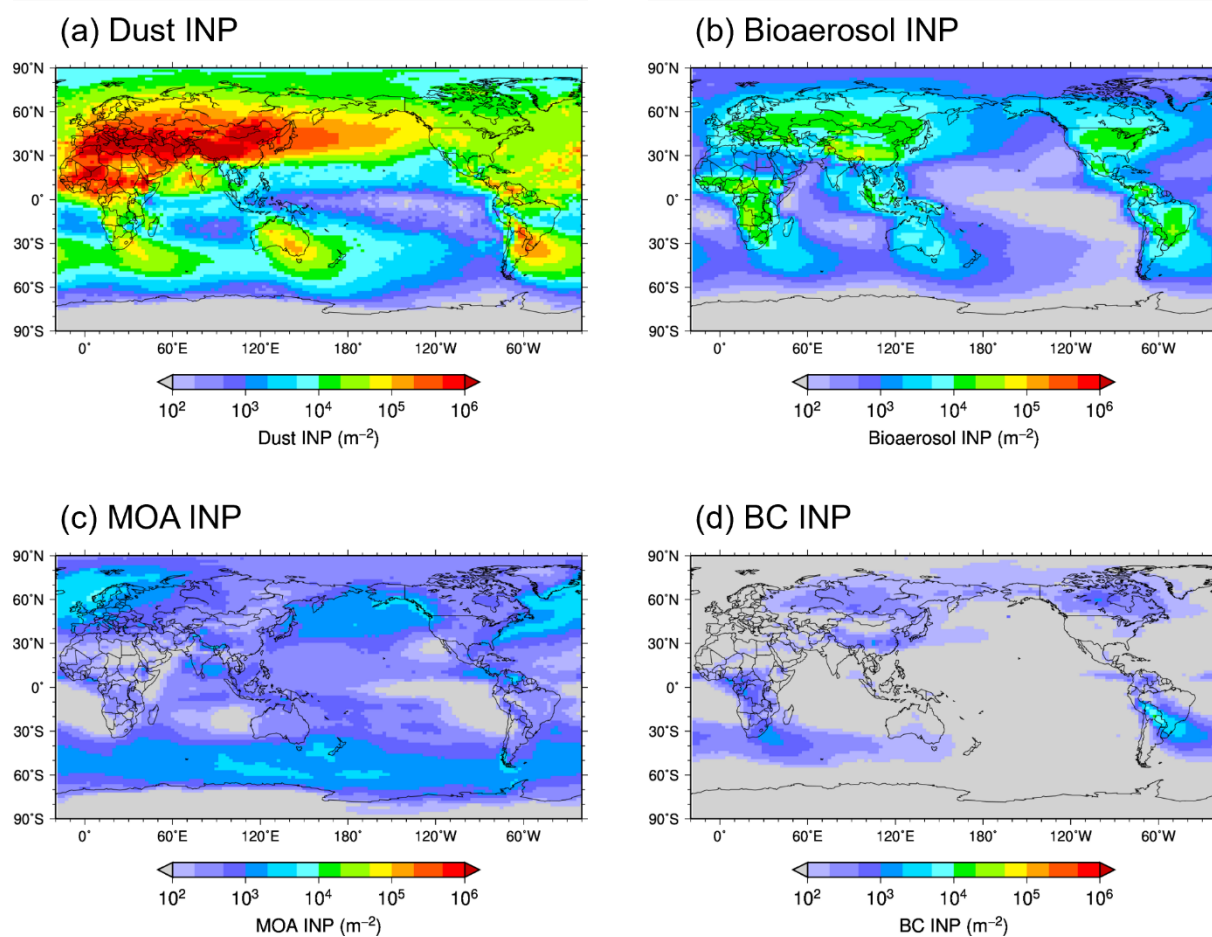 (a) Dust INP
(b) Bioaerosol INP
90˚N
60˚N
30˚N
0˚
30˚S
60˚S
90˚S
0˚ 60˚E 120˚E 180˚ 120˚W 60˚W
10² 10³ 10⁴ 10⁵ 10⁶
Dust INP (m⁻²)
90˚N
60˚N
30˚N
0˚
30˚S
60˚S
90˚S
0˚ 60˚E 120˚E 180˚ 120˚W 60˚W
10² 10³ 10⁴ 10⁵ 10⁶
Bioaerosol INP (m⁻²)
(c) MOA INP
(d) BC INP
90˚N
60˚N
30˚N
0˚
30˚S
60˚S
90˚S
0˚ 60˚E 120˚E 180˚ 120˚W 60˚W
10² 10³ 10⁴ 10⁵ 10⁶
MOA INP (m⁻²)
90˚N
60˚N
30˚N
0˚
30˚S
60˚S
90˚S
0˚ 60˚E 120˚E 180˚ 120˚W 60˚W
10² 10³ 10⁴ 10⁵ 10⁶
BC INP (m⁻²)